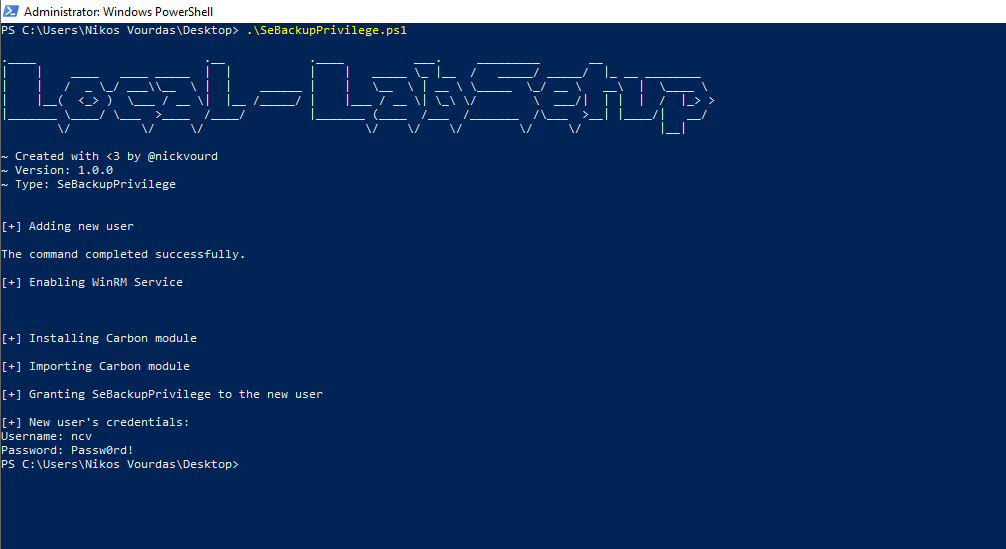 Administrator: Windows PowerShell
PS C:\Users\Nikos Vourdas\Desktop> .\SeBackupPrivilege.ps1
Local-LabSetup
~ Created with <3 by @nickvourd
~ Version: 1.0.0
~ Type: SeBackupPrivilege
[+] Adding new user
The command completed successfully.
[+] Enabling WinRM Service
[+] Installing Carbon module
[+] Importing Carbon module
[+] Granting SeBackupPrivilege to the new user
[+] New user's credentials:
Username: ncv
Password: Passw0rd!
PS C:\Users\Nikos Vourdas\Desktop>